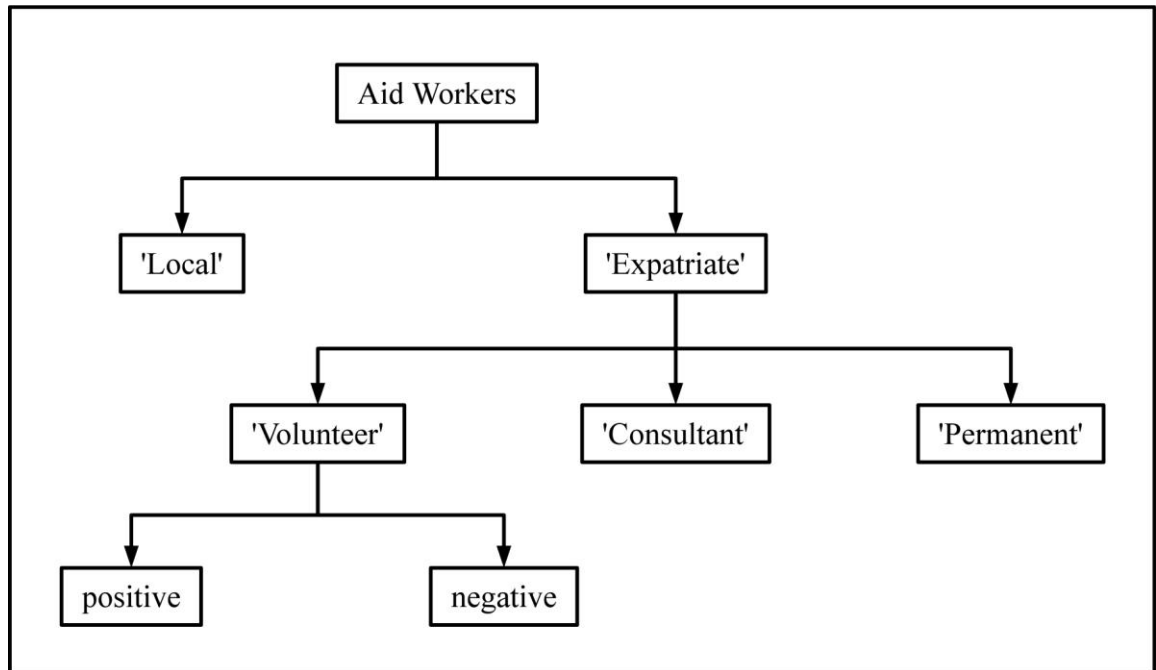 Aid Workers
'Local'
'Expatriate'
'Volunteer'
'Consultant'
'Permanent'
positive
negative